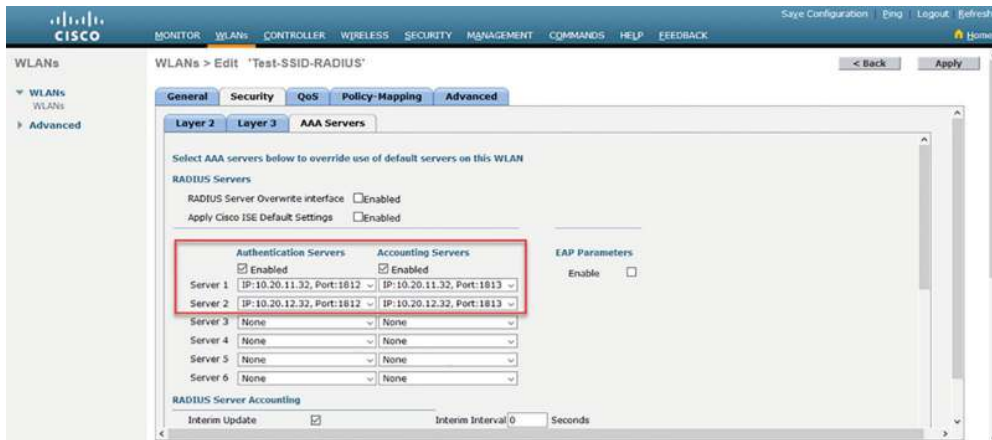 Save Configuration Ping Logout Refresh
CISCO MONITOR WLANs CONTROLLER WIRELESS SECURITY MANAGEMENT COMMANDS HELP FEEDBACK Home
WLANs WLANs > Edit 'Test-SSID-RADIUS' < Back Apply
WLANs
WLANs
Advanced
General Security QoS Policy-Mapping Advanced
Layer 2 Layer 3 AAA Servers
Select AAA servers below to override use of default servers on this WLAN
RADIUS Servers
RADIUS Server Overwrite interface Enabled
Apply Cisco ISE Default Settings Enabled
Authentication Servers Accounting Servers EAP Parameters
Enabled Enabled Enable
Server 1 IP:10.20.11.32, Port:1812 IP:10.20.11.32, Port:1813
Server 2 IP:10.20.12.32, Port:1812 IP:10.20.12.32, Port:1813
Server 3 None None
Server 4 None None
Server 5 None None
Server 6 None None
RADIUS Server Accounting
Interim Update Interim Interval 0 Seconds